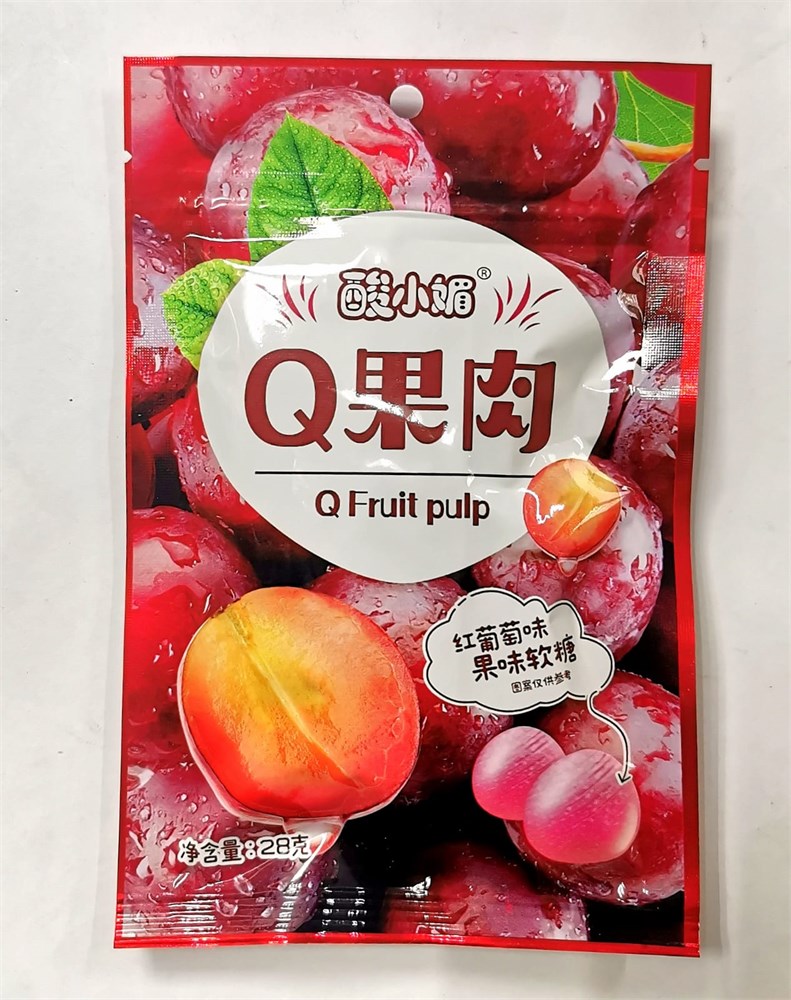 酸小媚®
Q果肉
Q Fruit pulp
红葡萄味
果味软糖
图案仅供参考
净含量:28克